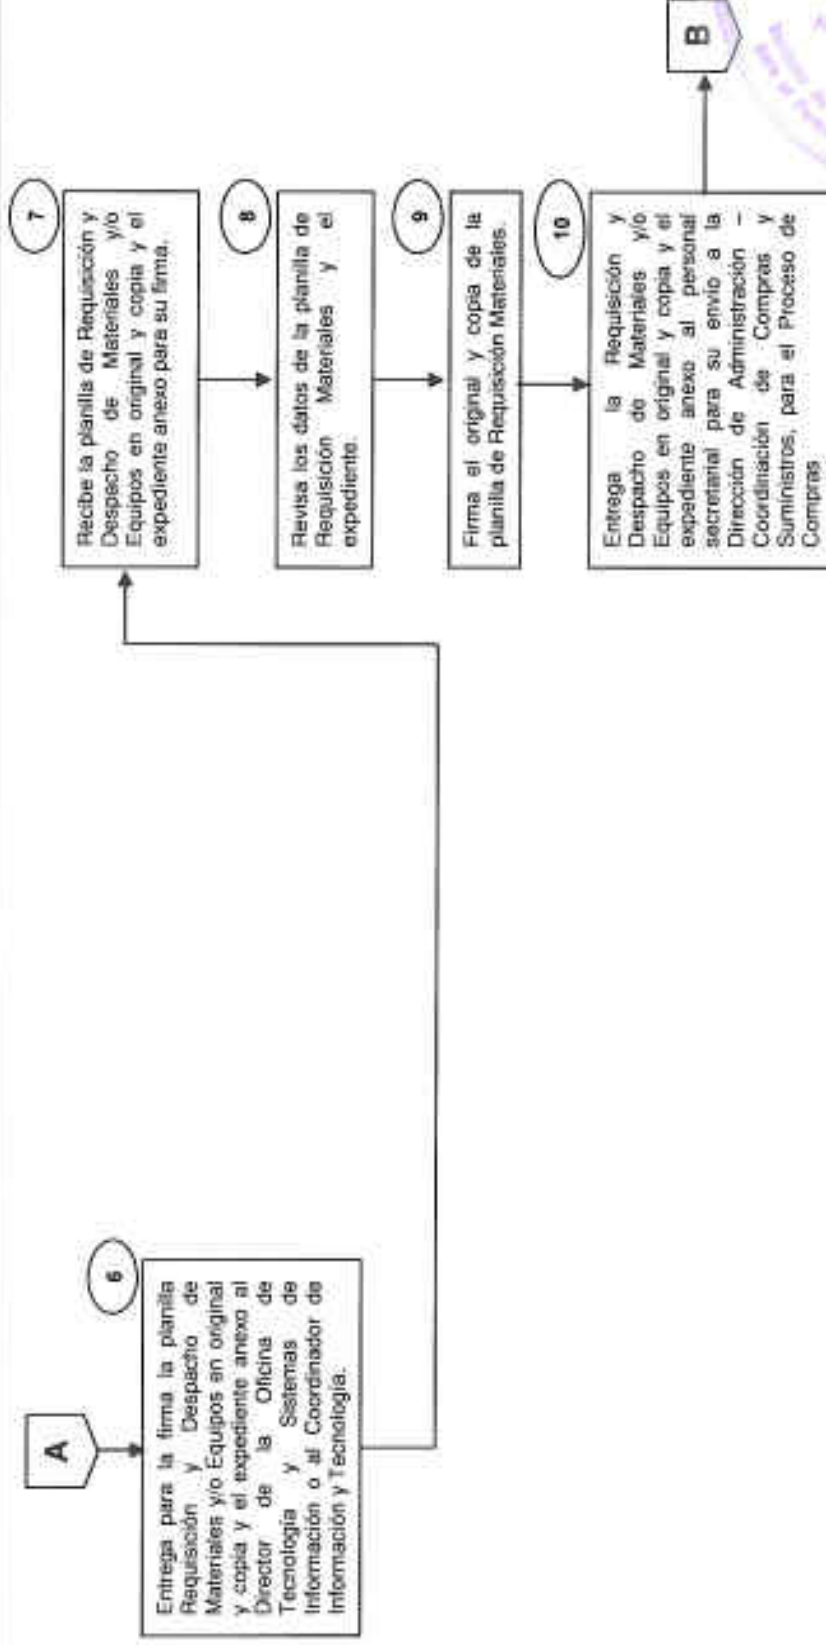 A
6
Entrega para la firma la planilla
Requisición y Despacho de
Materiales y/o Equipos en original
y copia y el expediente anexo al
Director de la Oficina de
Tecnología y Sistemas de
Información o al Coordinador de
Información y Tecnología.
7
Recibe la planilla de Requisición y
Despacho de Materiales y/o
Equipos en original y copia y el
expediente anexo para su firma.
8
Revisa los datos de la planilla de
Requisición Materiales y el
expediente.
9
Firma el original y copia de la
planilla de Requisición Materiales.
10
Entrega la Requisición y
Despacho de Materiales y/o
Equipos en original y copia y el
expediente anexo al personal
secretarial para su envío a la
Dirección de Administración –
Coordinación de Compras y
Suministros, para el Proceso de
Compras
B